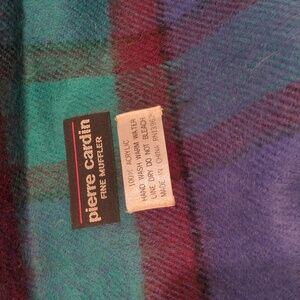 pierre cardin
FINE MUFFLER
100% ACRYLIC
HAND WASH WARM WATER
LINE DRY DO NOT BLEACH
MADE IN CHINA